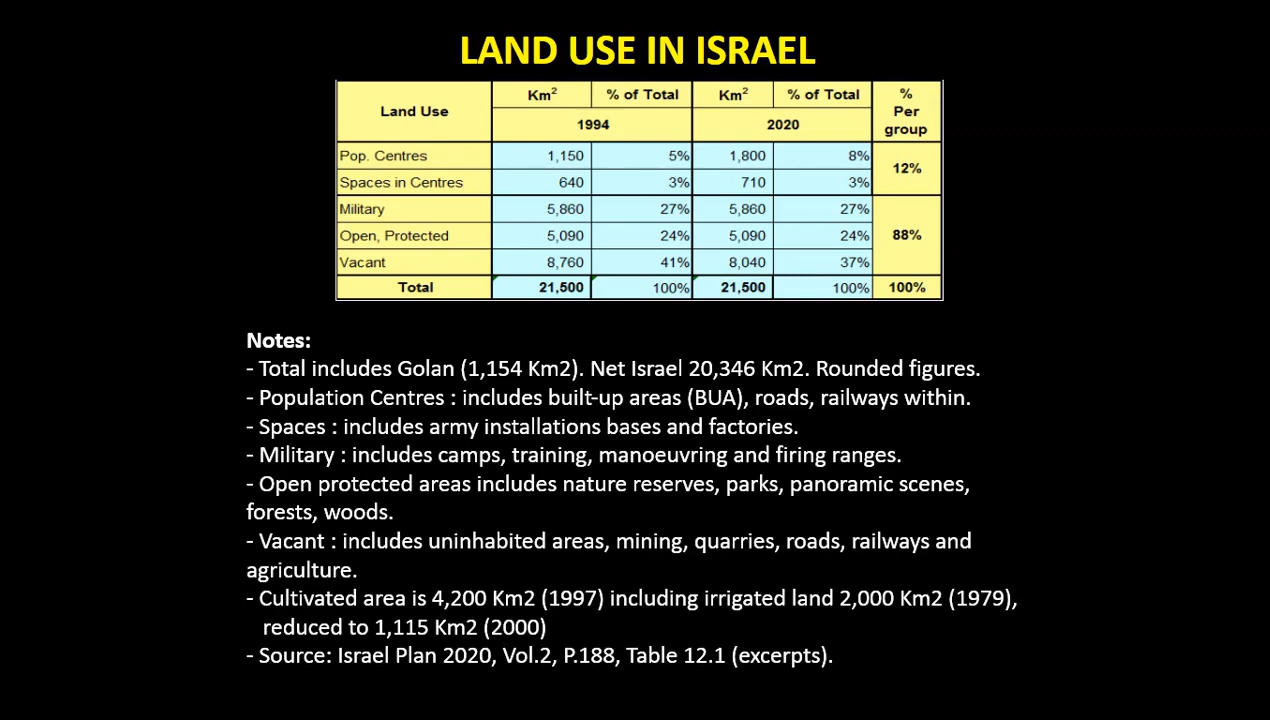 LAND USE IN ISRAEL
Land Use Km² % of Total Km² % of Total % Per group
1994 2020
Pop. Centres 1,150 5% 1,800 8% 12%
Spaces in Centres 640 3% 710 3%
Military 5,860 27% 5,860 27%
Open, Protected 5,090 24% 5,090 24% 88%
Vacant 8,760 41% 8,040 37%
Total 21,500 100% 21,500 100% 100%
Notes:
- Total includes Golan (1,154 Km2). Net Israel 20,346 Km2. Rounded figures.
- Population Centres : includes built-up areas (BUA), roads, railways within.
- Spaces : includes army installations bases and factories.
- Military : includes camps, training, manoeuvring and firing ranges.
- Open protected areas includes nature reserves, parks, panoramic scenes,
forests, woods.
- Vacant : includes uninhabited areas, mining, quarries, roads, railways and
agriculture.
- Cultivated area is 4,200 Km2 (1997) including irrigated land 2,000 Km2 (1979),
reduced to 1,115 Km2 (2000)
- Source: Israel Plan 2020, Vol.2, P.188, Table 12.1 (excerpts).